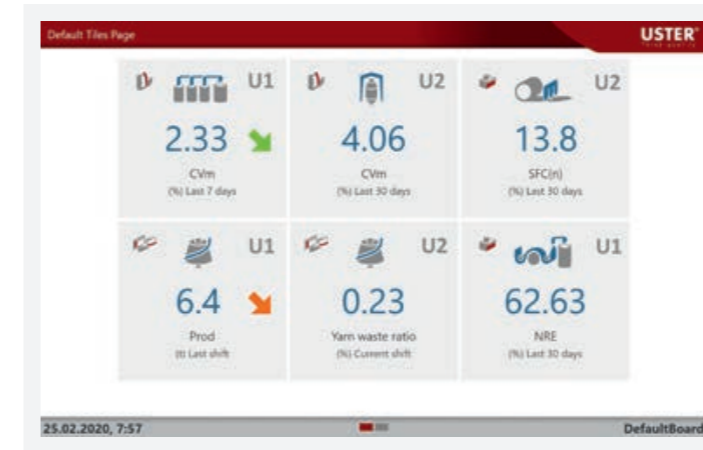 Default Tiles Page
USTER®
U1
2.33
CVm
(%) Last 7 days
U2
4.06
CVm
(%) Last 30 days
U2
13.8
SFC(n)
(%) Last 30 days
U1
6.4
Prod
(t) Last shift
U2
0.23
Yarn waste ratio
(%) Current shift
U1
62.63
NRE
(%) Last 30 days
25.02.2020, 7:57
DefaultBoard